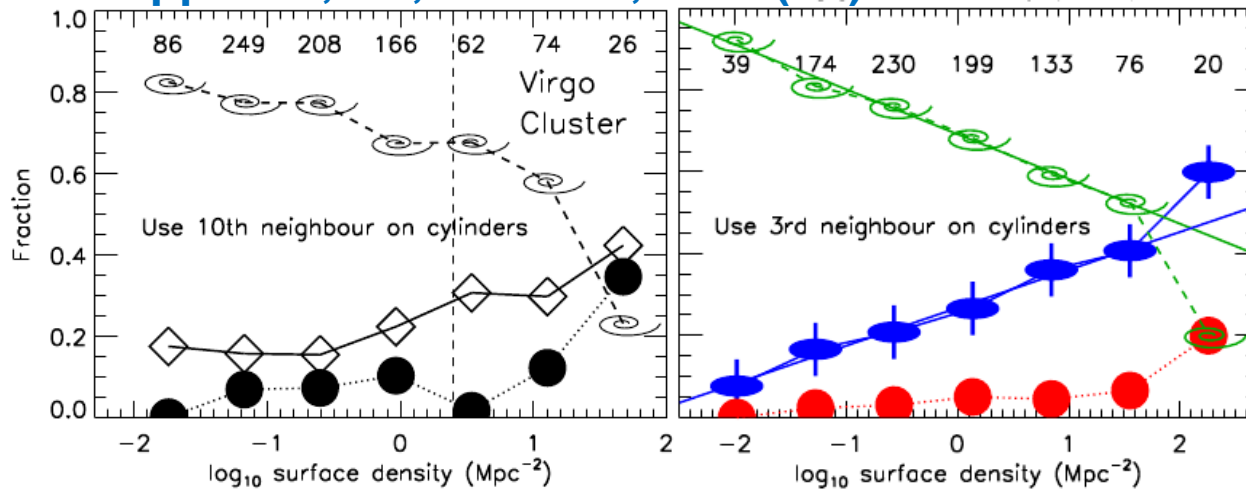 86 249 208 166 62 74 26
Virgo
Cluster
Use 10th neighbour on cylinders
Fraction
1.0
0.8
0.6
0.4
0.2
0.0
−2 −1 0 1 2
log10 surface density (Mpc−2)
39 174 230 199 133 76 20
Use 3rd neighbour on cylinders
−2 −1 0 1 2
log10 surface density (Mpc−2)